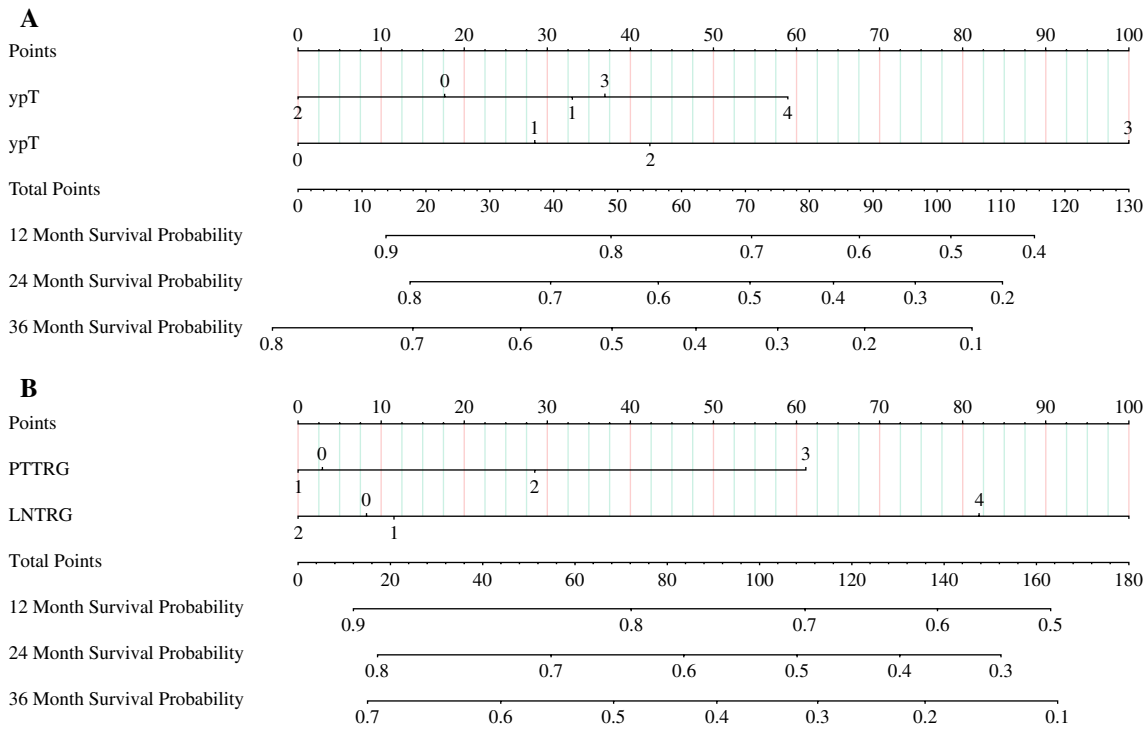 A
0 10 20 30 40 50 60 70 80 90 100
Points
0 3
ypT
2 1 4
1 3
ypT
0 2
Total Points
0 10 20 30 40 50 60 70 80 90 100 110 120 130
12 Month Survival Probability
0.9 0.8 0.7 0.6 0.5 0.4
24 Month Survival Probability
0.8 0.7 0.6 0.5 0.4 0.3 0.2
36 Month Survival Probability
0.8 0.7 0.6 0.5 0.4 0.3 0.2 0.1
B
0 10 20 30 40 50 60 70 80 90 100
Points
0 3
PTTRG
1 2
0 4
LNTRG
2 1
Total Points
0 20 40 60 80 100 120 140 160 180
12 Month Survival Probability
0.9 0.8 0.7 0.6 0.5
24 Month Survival Probability
0.8 0.7 0.6 0.5 0.4 0.3
36 Month Survival Probability
0.7 0.6 0.5 0.4 0.3 0.2 0.1